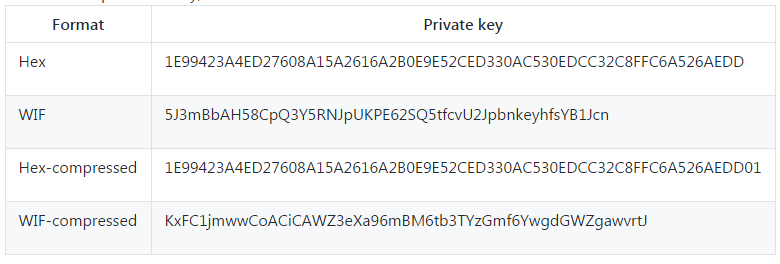 Format Private key
Hex 1E99423A4ED27608A15A2616A2B0E9E52CED330AC530EDCC32C8FFC6A526AEDD
WIF 5J3mBbAH58CpQ3Y5RNJpUKPE62SQ5tfcvU2JpbnkeyhfsYB1Jcn
Hex-compressed 1E99423A4ED27608A15A2616A2B0E9E52CED330AC530EDCC32C8FFC6A526AEDD01
WIF-compressed KxFC1jmwwCoACiCAWZ3eXa96mBM6tb3TYzGmf6YwgdGWZgawvrtJ